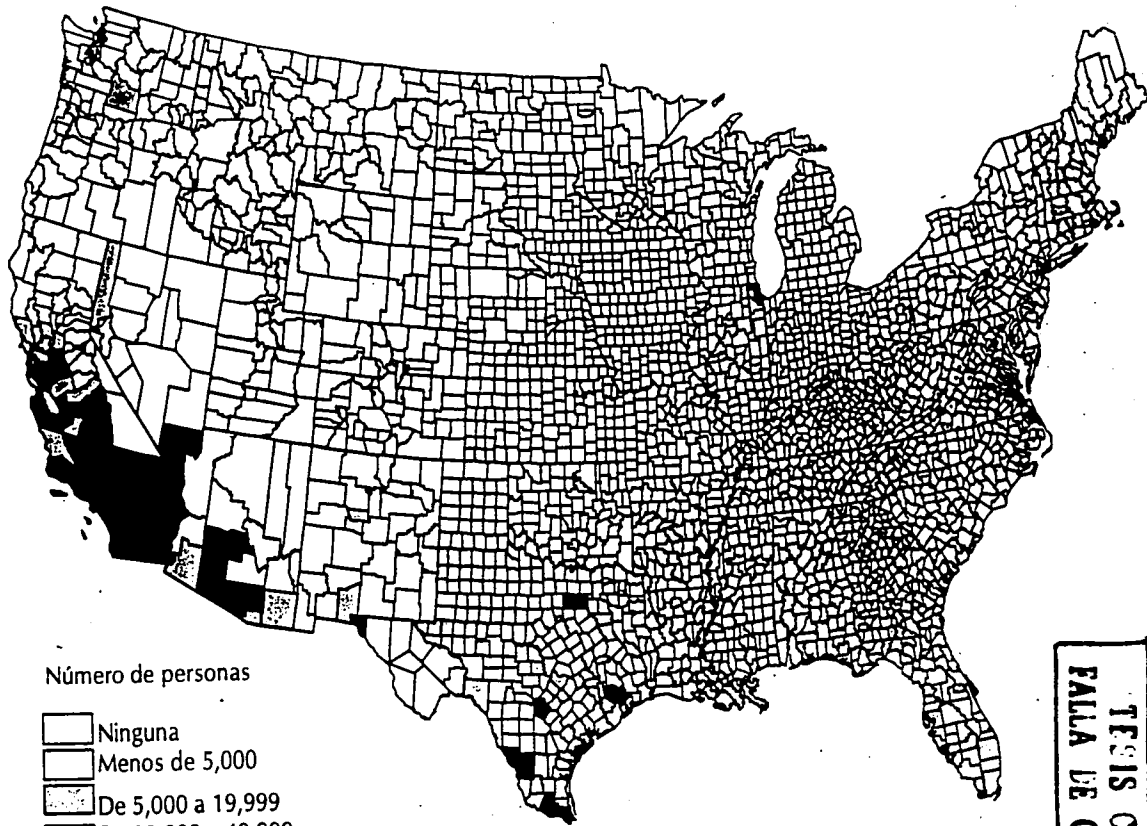 Número de personas
Ninguna
Menos de 5,000
De 5,000 a 19,999
TESIS C
FALLA DE